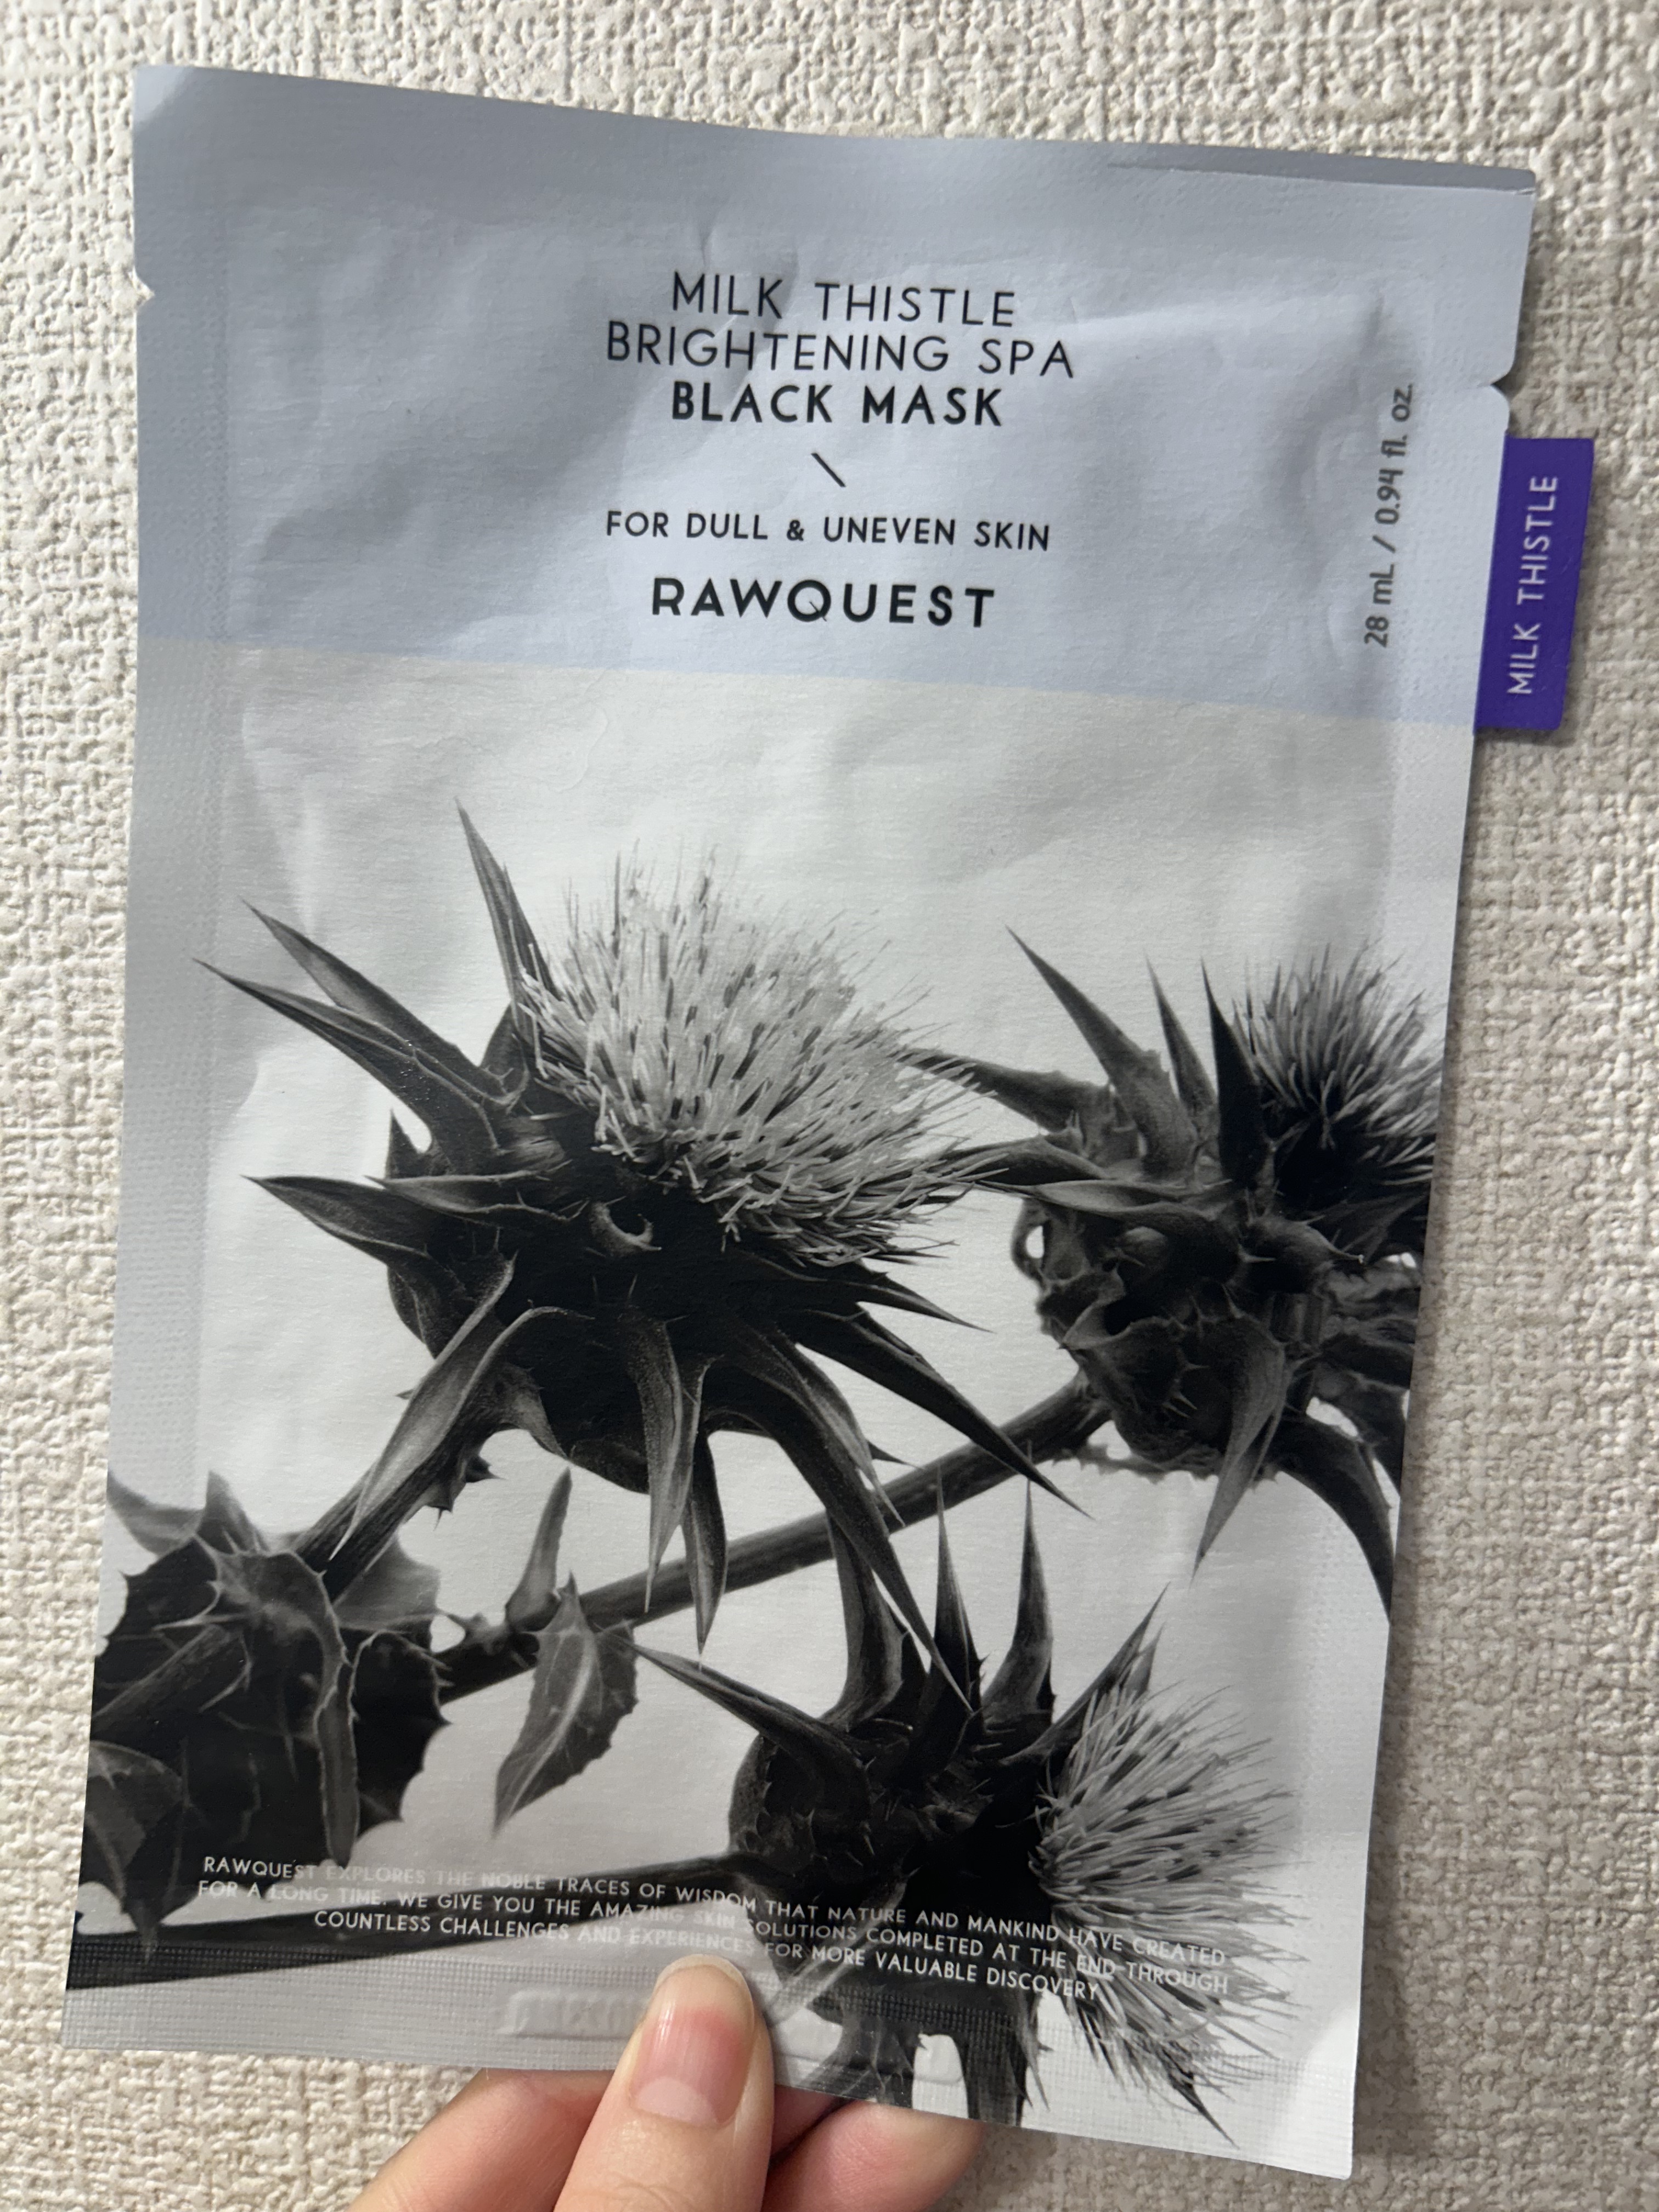 MILK THISTLE
BRIGHTENING SPA
BLACK MASK
\
FOR DULL & UNEVEN SKIN
RAWQUEST
28 mL / 0.94 fl. oz.
MILK THISTLE
RAWQUEST EXPLORES THE NOBLE TRACES OF WISDOM THAT NATURE AND MANKIND HAVE CREATED
FOR A LONG TIME. WE GIVE YOU THE AMAZING SKIN SOLUTIONS COMPLETED AT THE END THROUGH
COUNTLESS CHALLENGES AND EXPERIENCES FOR MORE VALUABLE DISCOVERY